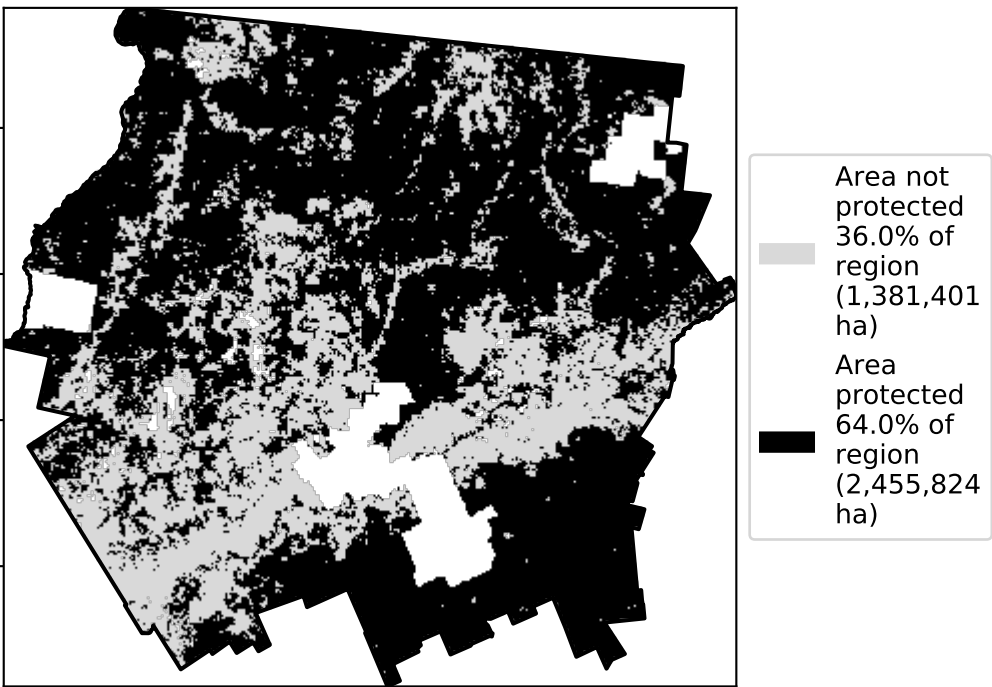 Area not
protected
36.0% of
region
(1,381,401
ha)
Area
protected
64.0% of
region
(2,455,824
ha)